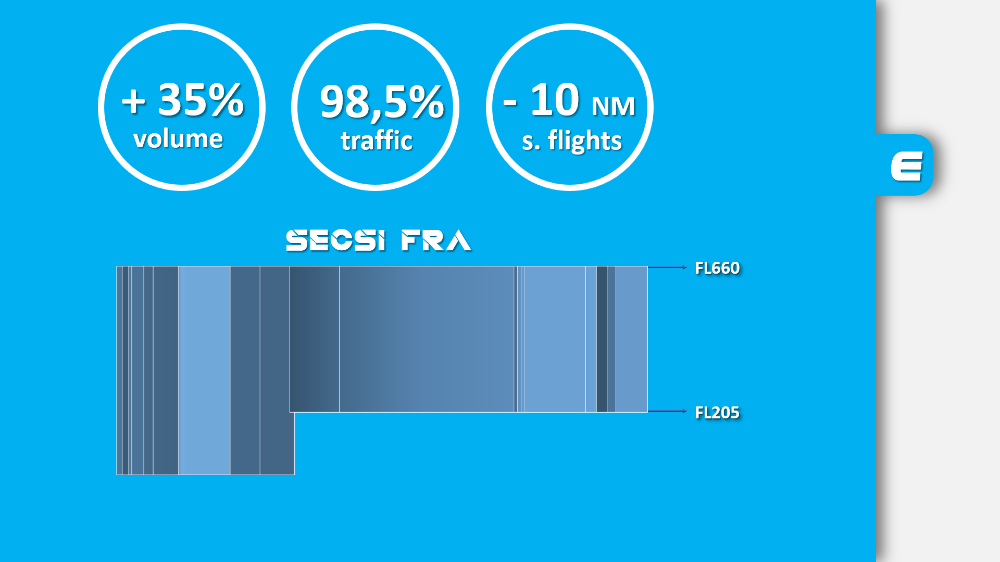 + 35%
volume
98,5%
traffic
- 10 NM
s. flights
E
SECSI FRA
FL660
FL205